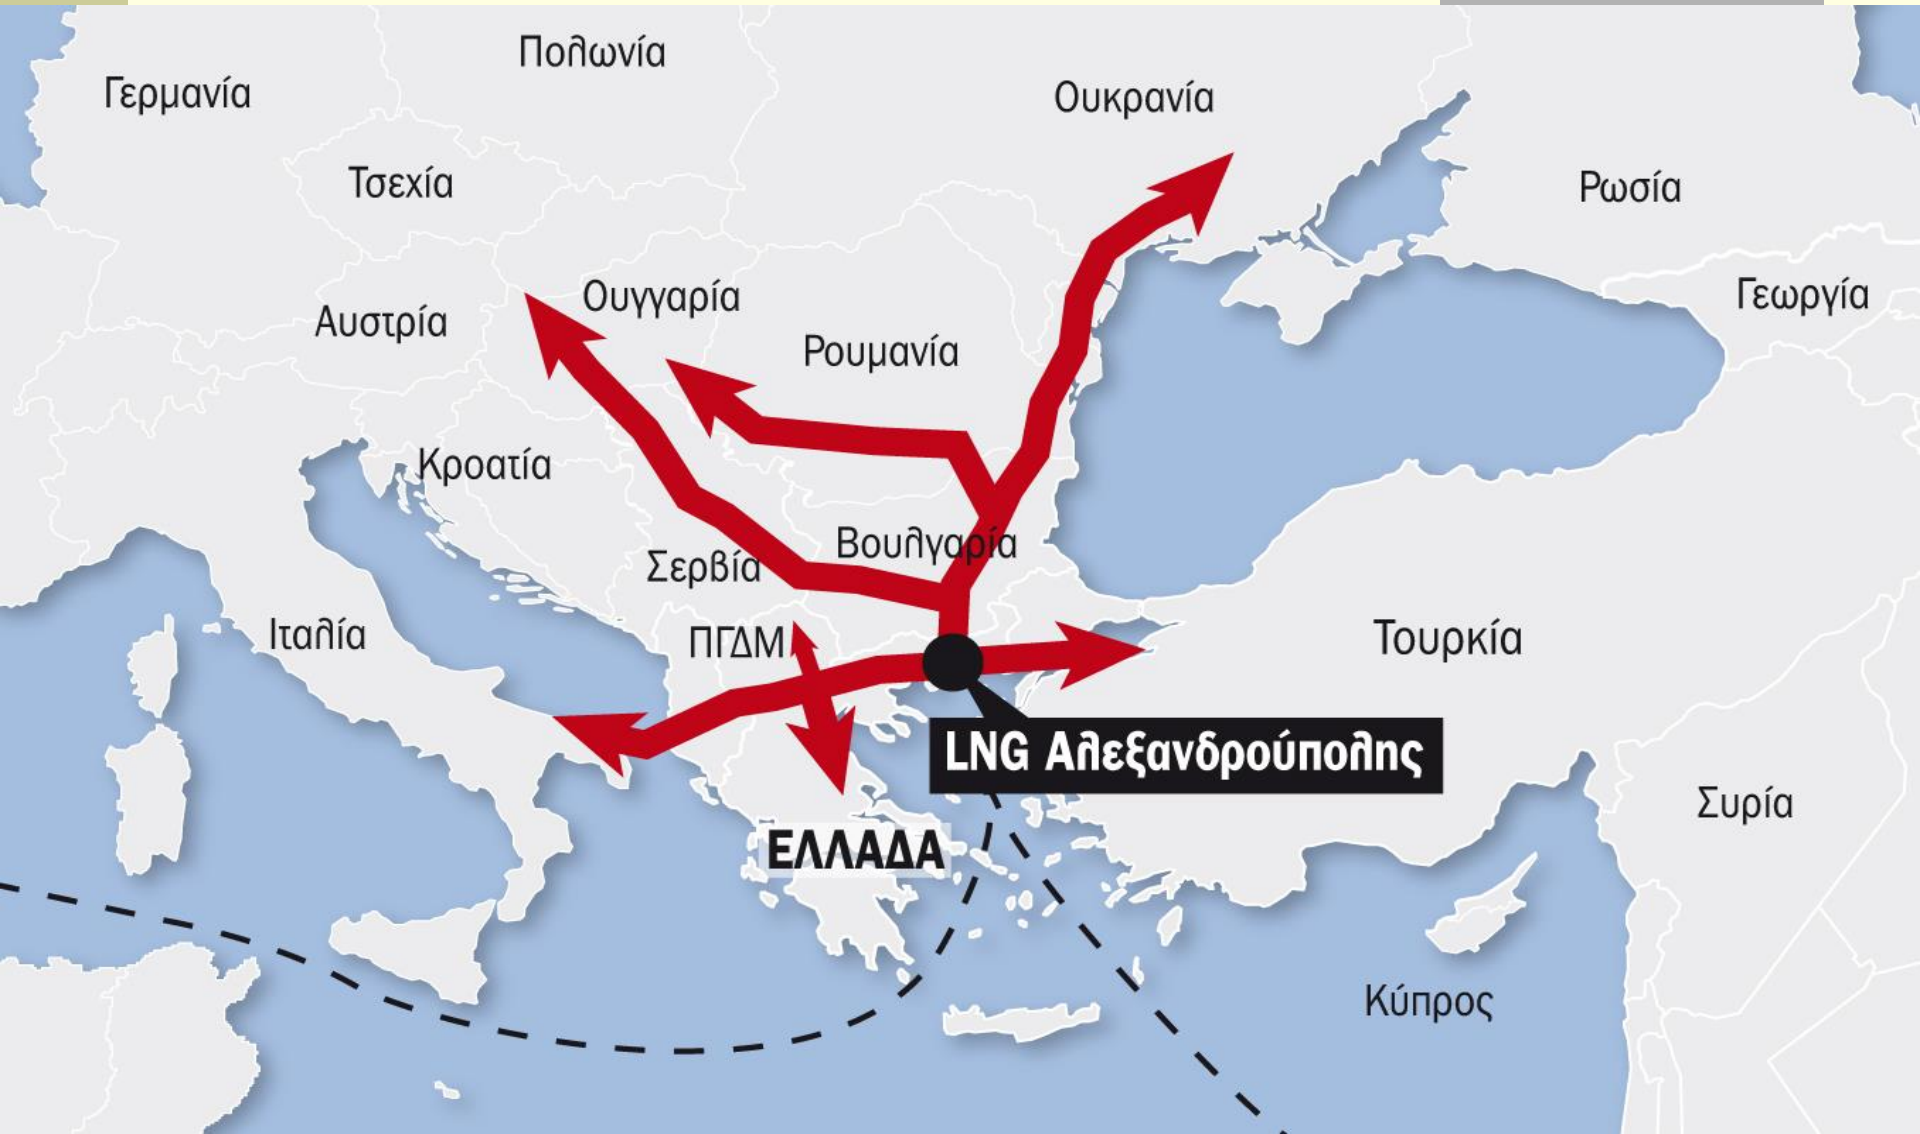 Πολωνία
Γερμανία
Ουκρανία
Τσεχία
Ρωσία
Ουγγαρία
Γεωργία
Αυστρία
Ρουμανία
Κροατία
Βουλγαρία
Σερβία
Ιταλία
ΠΓΔΜ
Τουρκία
LNG Αλεξανδρούπολης
Συρία
ΕΛΛΑΔΑ
Κύπρος